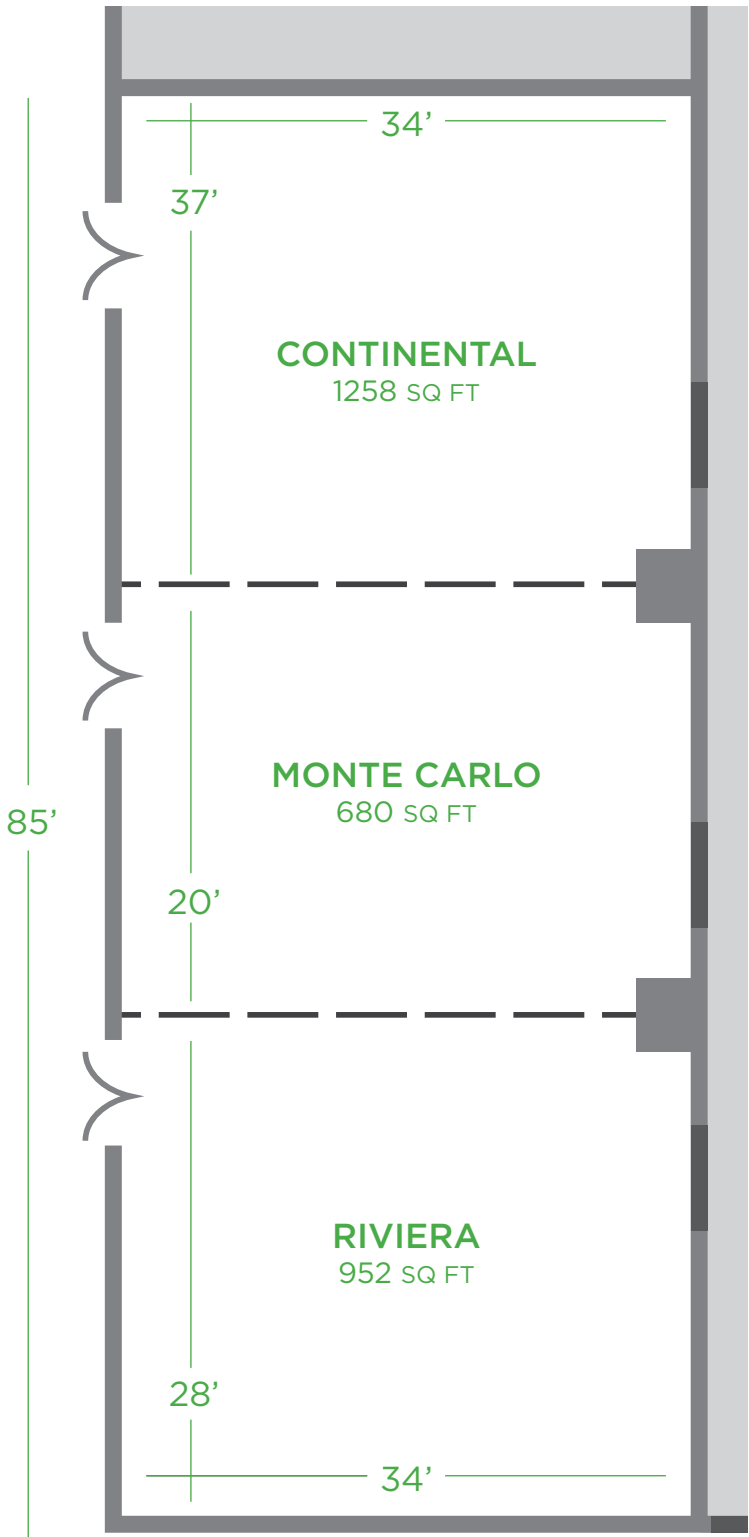 34’
37’
CONTINENTAL
1258 SQ FT
MONTE CARLO
680 SQ FT
85’
20’
RIVIERA
952 SQ FT
28’
34’